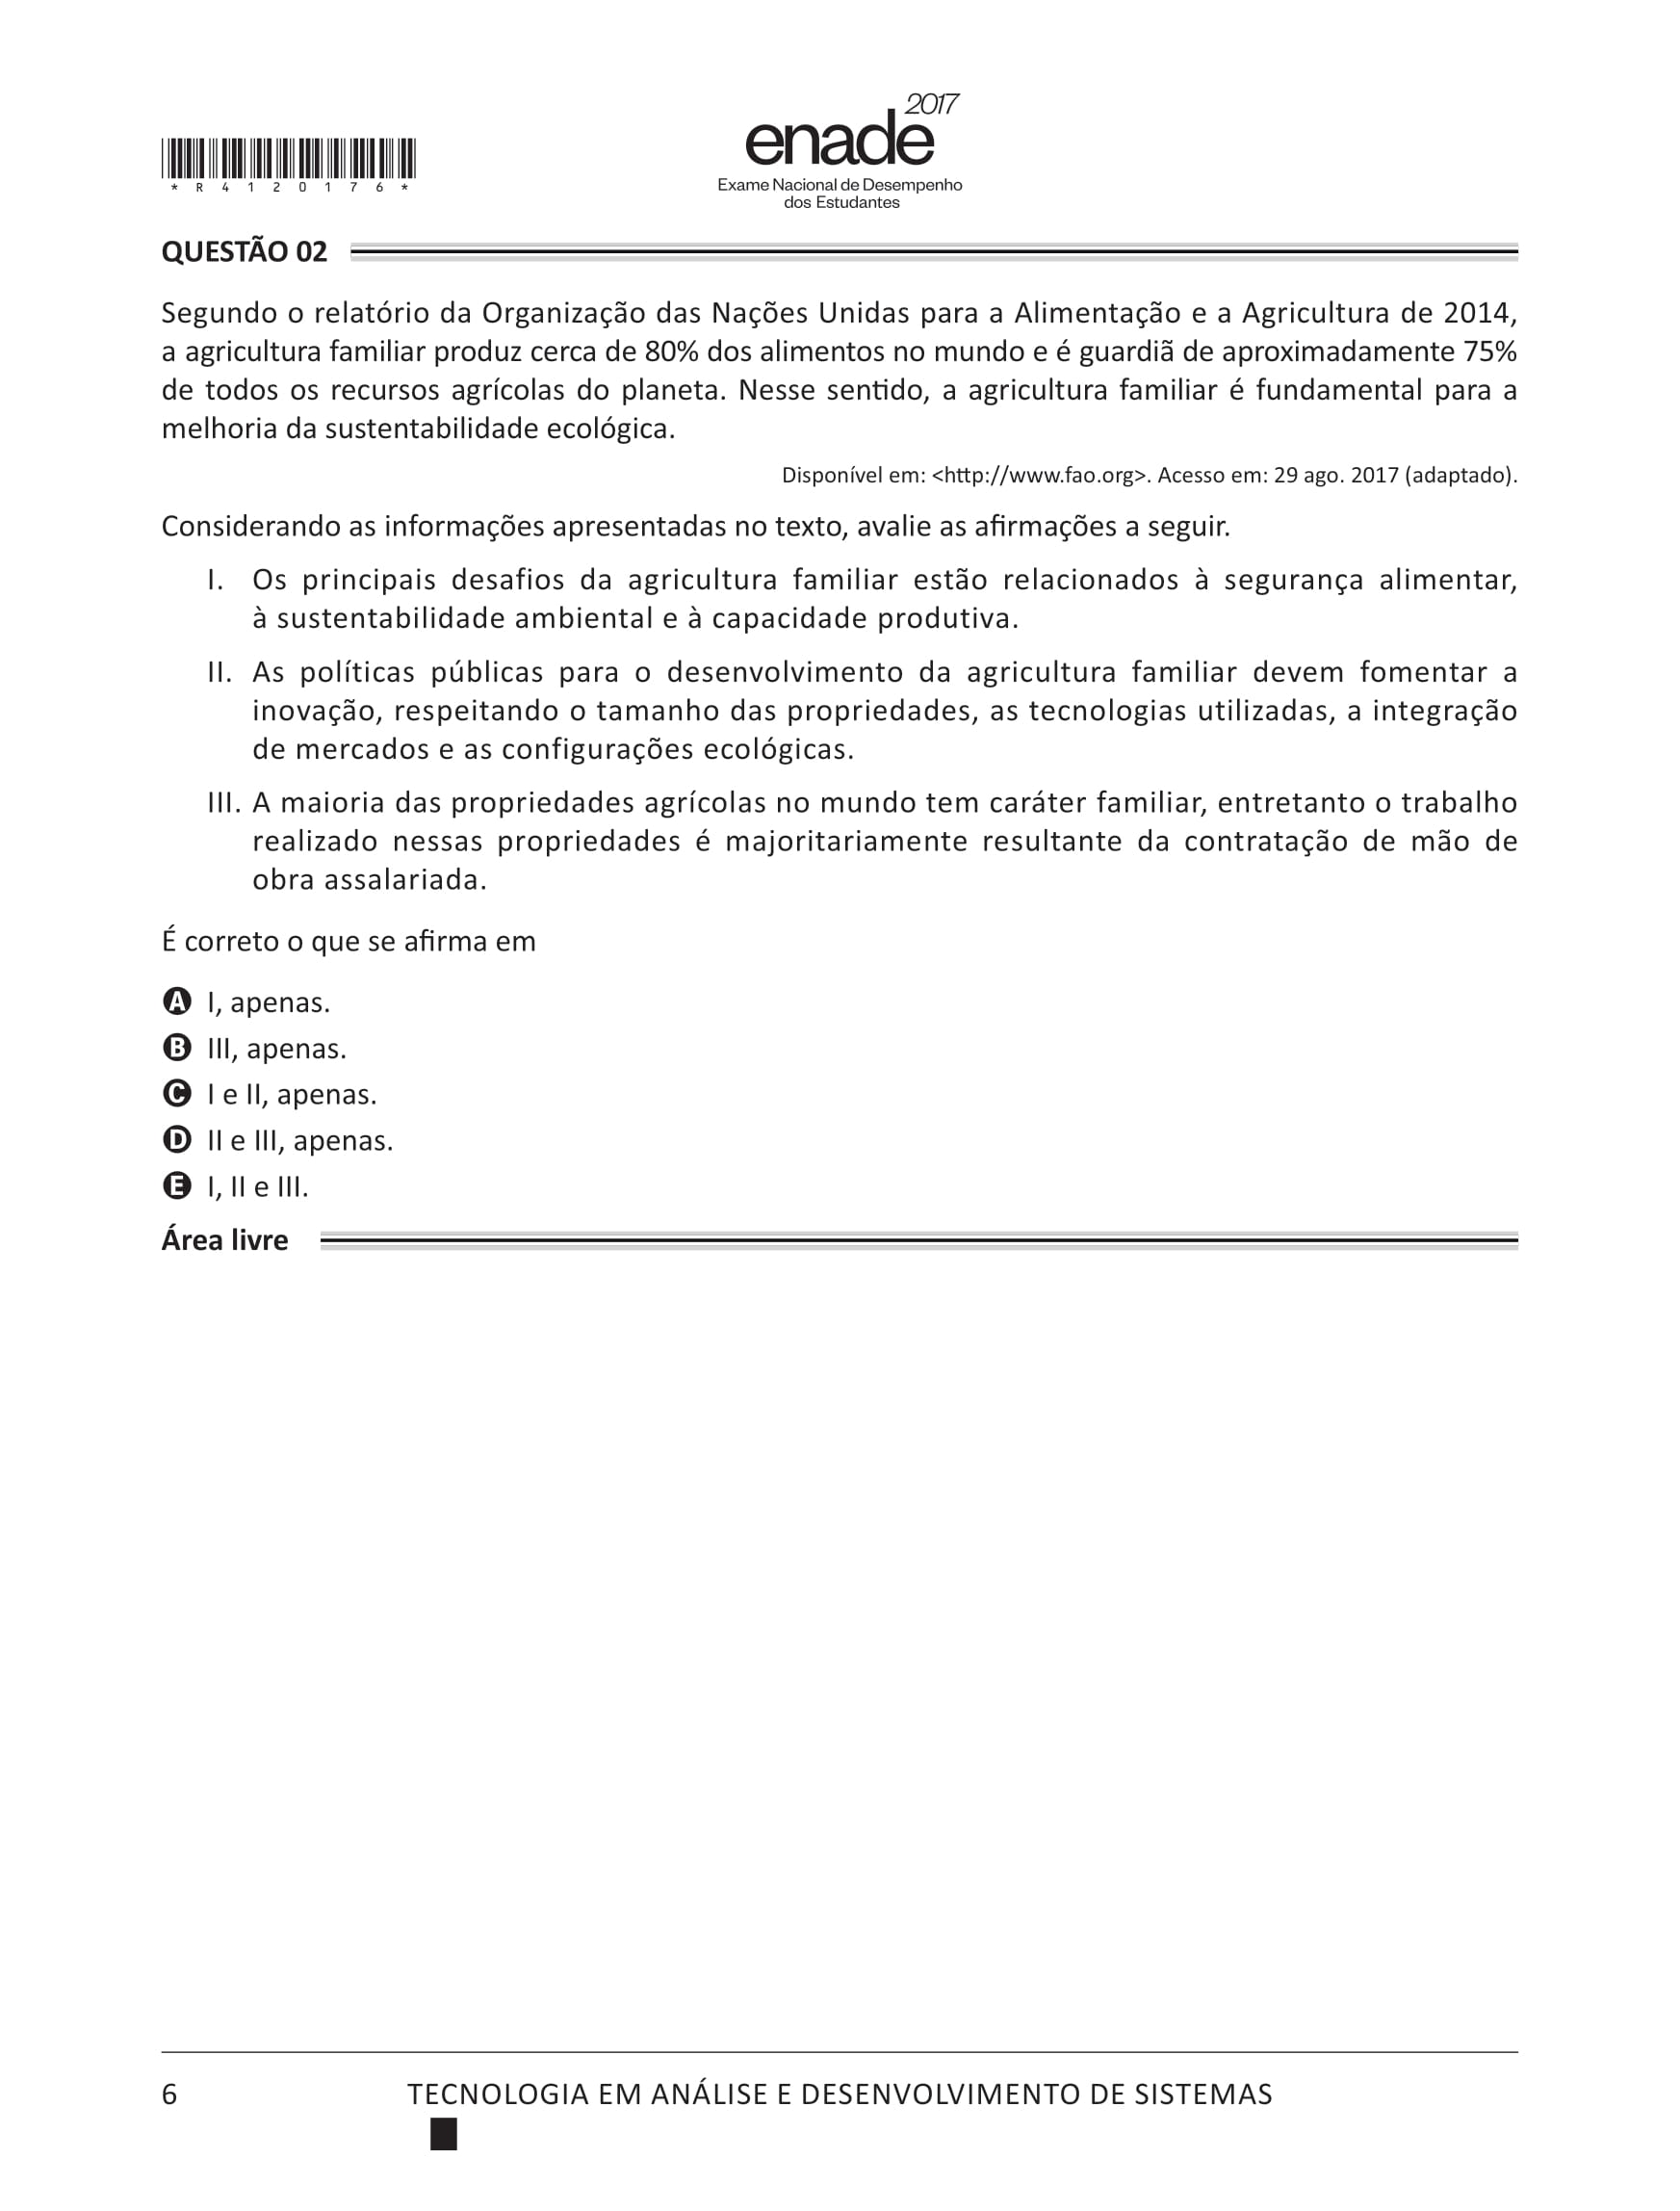 enade 2017
Exame Nacional de Desempenho
dos Estudantes
* R 4 1 2 0 1 7 6 *
QUESTÃO 02
Segundo o relatório da Organização das Nações Unidas para a Alimentação e a Agricultura de 2014,
a agricultura familiar produz cerca de 80% dos alimentos no mundo e é guardiã de aproximadamente 75%
de todos os recursos agrícolas do planeta. Nesse sentido, a agricultura familiar é fundamental para a
melhoria da sustentabilidade ecológica.
Disponível em: <http://www.fao.org>. Acesso em: 29 ago. 2017 (adaptado).
Considerando as informações apresentadas no texto, avalie as afirmações a seguir.
I. Os principais desafios da agricultura familiar estão relacionados à segurança alimentar,
à sustentabilidade ambiental e à capacidade produtiva.
II. As políticas públicas para o desenvolvimento da agricultura familiar devem fomentar a
inovação, respeitando o tamanho das propriedades, as tecnologias utilizadas, a integração
de mercados e as configurações ecológicas.
III. A maioria das propriedades agrícolas no mundo tem caráter familiar, entretanto o trabalho
realizado nessas propriedades é majoritariamente resultante da contratação de mão de
obra assalariada.
É correto o que se afirma em
A I, apenas.
B III, apenas.
C I e II, apenas.
D II e III, apenas.
E I, II e III.
Área livre
6
TECNOLOGIA EM ANÁLISE E DESENVOLVIMENTO DE SISTEMAS